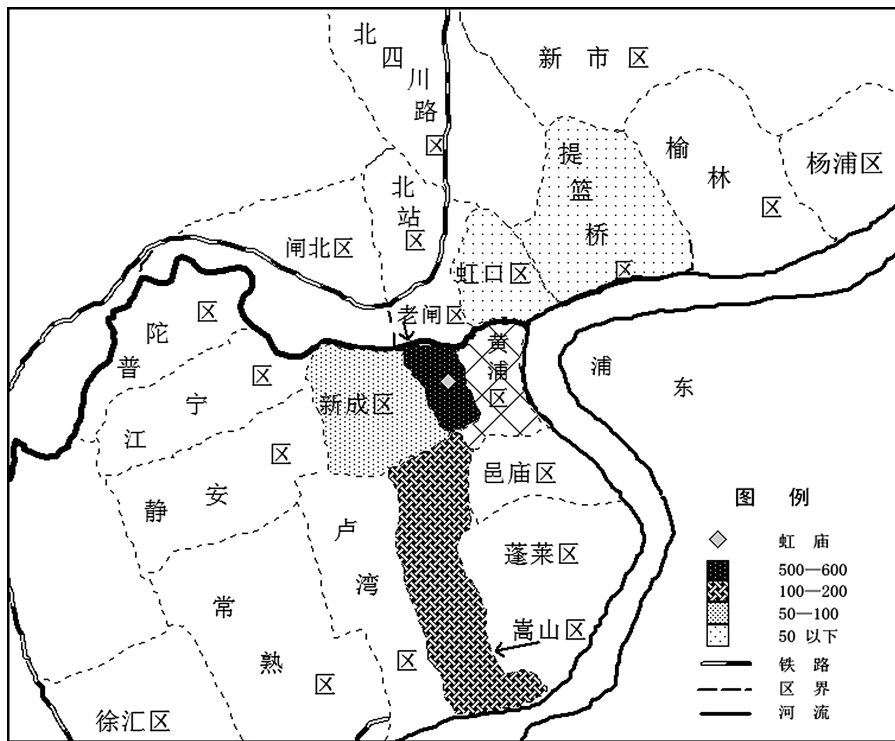 北四川路区
新市区
提篮桥区
榆林区
杨浦区
北站区
闸北区
虹口区
老闸区
黄浦区
普陀区
江宁区
新成区
浦东
静安区
邑庙区
卢湾区
蓬莱区
常熟区
嵩山区
徐汇区
图 例
虹 庙
500—600
100—200
50—100
50 以下
铁 路
区 界
河 流